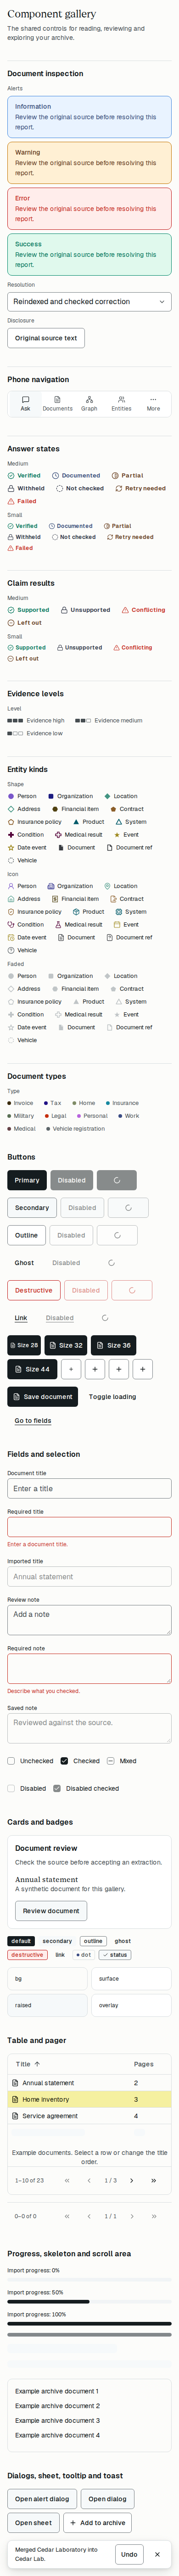 Component gallery
The shared controls for reading, reviewing and
exploring your archive.
Document inspection
Alerts
Information
Review the original source before resolving this
report.
Warning
Review the original source before resolving this
report.
Error
Review the original source before resolving this
report.
Success
Review the original source before resolving this
report.
Resolution
Reindexed and checked correction
Disclosure
Original source text
Phone navigation
Ask Documents Graph Entities More
Answer states
Medium
Verified Documented Partial
Withheld Not checked Retry needed
Failed
Small
Verified Documented Partial
Withheld Not checked Retry needed
Failed
Claim results
Medium
Supported Unsupported Conflicting
Left out
Small
Supported Unsupported Conflicting
Left out
Evidence levels
Level
Evidence high Evidence medium
Evidence low
Entity kinds
Shape
Person Organization Location
Address Financial item Contract
Insurance policy Product System
Condition Medical result Event
Date event Document Document ref
Vehicle
Icon
Person Organization Location
Address Financial item Contract
Insurance policy Product System
Condition Medical result Event
Date event Document Document ref
Vehicle
Faded
Person Organization Location
Address Financial item Contract
Insurance policy Product System
Condition Medical result Event
Date event Document Document ref
Vehicle
Document types
Type
Invoice Tax Home Insurance
Military Legal Personal Work
Medical Vehicle registration
Buttons
Primary Disabled
Secondary Disabled
Outline Disabled
Ghost Disabled
Destructive Disabled
Link Disabled
Size 28 Size 32 Size 36
Size 44
Save document Toggle loading
Go to fields
Fields and selection
Document title
Enter a title
Required title
Enter a document title.
Imported title
Annual statement
Review note
Add a note
Required note
Describe what you checked.
Saved note
Reviewed against the source.
Unchecked Checked Mixed
Disabled Disabled checked
Cards and badges
Document review
Check the source before accepting an extraction.
Annual statement
A synthetic document for this gallery.
Review document
default secondary outline ghost
destructive link dot status
bg surface
raised overlay
Table and pager
Title Pages
Annual statement 2
Home inventory 3
Service agreement 4
Example documents. Select a row or change the title
order.
1–10 of 23 1 / 3
0–0 of 0 1 / 1
Progress, skeleton and scroll area
Import progress: 0%
Import progress: 50%
Import progress: 100%
Example archive document 1
Example archive document 2
Example archive document 3
Example archive document 4
Dialogs, sheet, tooltip and toast
Open alert dialog Open dialog
Open sheet Add to archive
Merged Cedar Laboratory into
Cedar Lab.
Undo